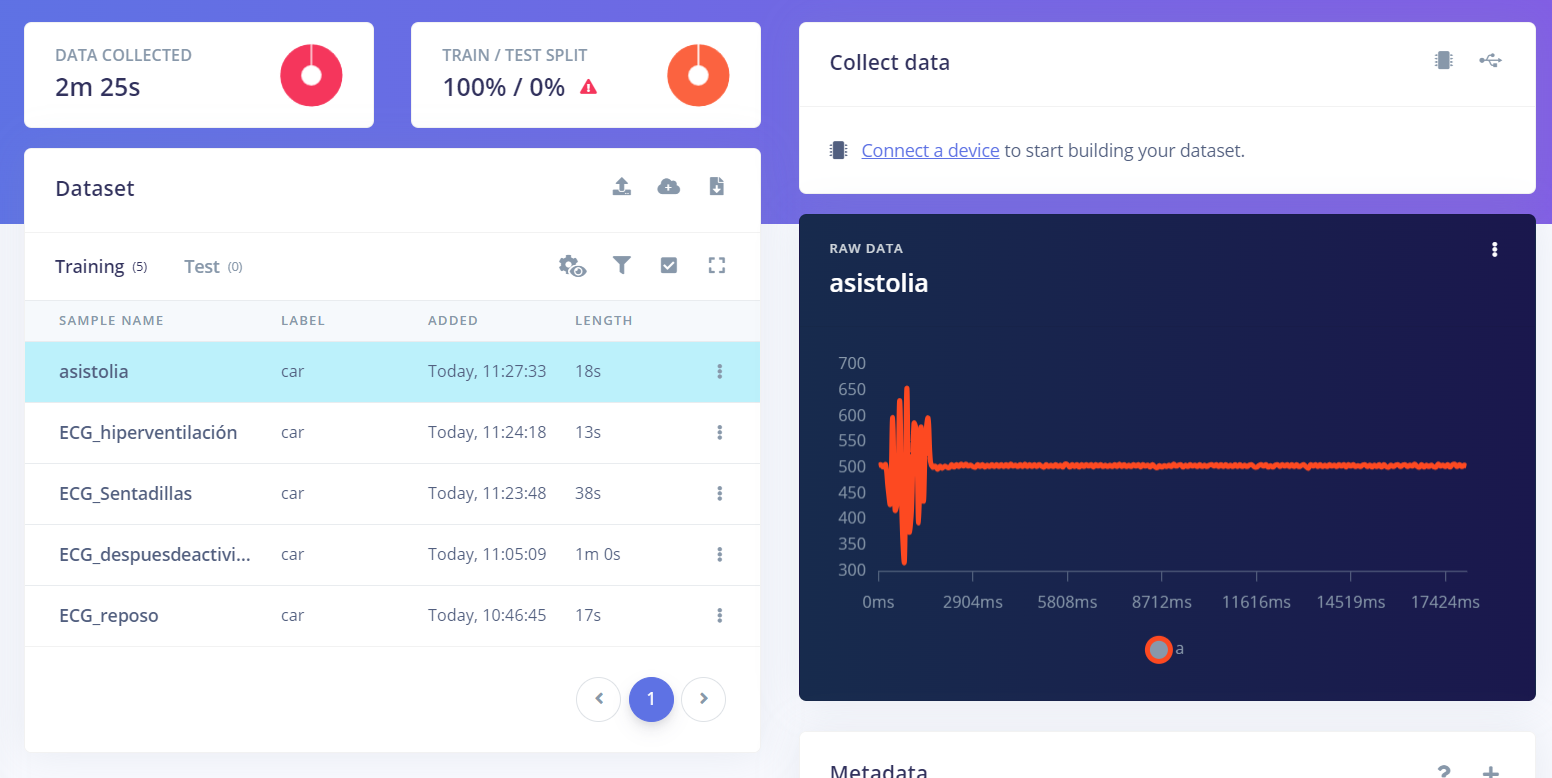 DATA COLLECTED
2m 25s
TRAIN / TEST SPLIT
100% / 0%
Dataset
Training (5) Test (0)
SAMPLE NAME LABEL ADDED LENGTH
asistolia car Today, 11:27:33 18s
ECG_hiperventilación car Today, 11:24:18 13s
ECG_Sentadillas car Today, 11:23:48 38s
ECG_despuesdeactivi... car Today, 11:05:09 1m 0s
ECG_reposo car Today, 10:46:45 17s
1
Collect data
Connect a device to start building your dataset.
RAW DATA
asistolia
700
650
600
550
500
450
400
350
300
0ms 2904ms 5808ms 8712ms 11616ms 14519ms 17424ms
a
Metadata